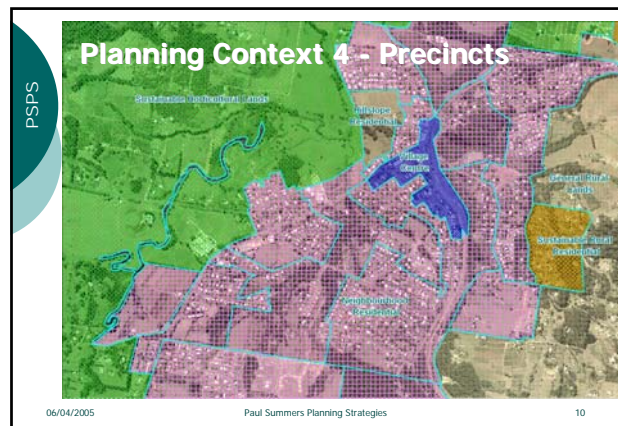 PSPS
Planning Context 4 - Precincts
Sustainable Horticultural Lands
Hillslope
Residential
Village
Centre
General Rural
Lands
Sustainable Rural
Residential
Neighbourhood
Residential
06/04/2005
Paul Summers Planning Strategies
10